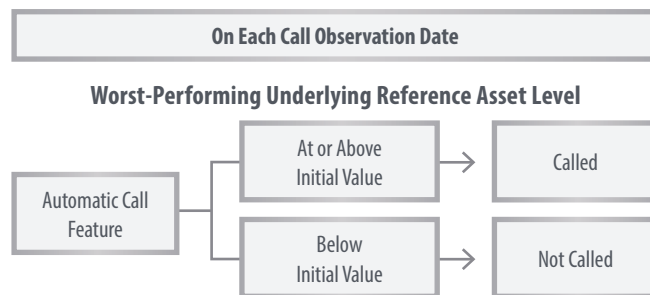 On Each Call Observation Date
Worst-Performing Underlying Reference Asset Level
Automatic Call
Feature
At or Above
Initial Value
Called
Below
Initial Value
Not Called